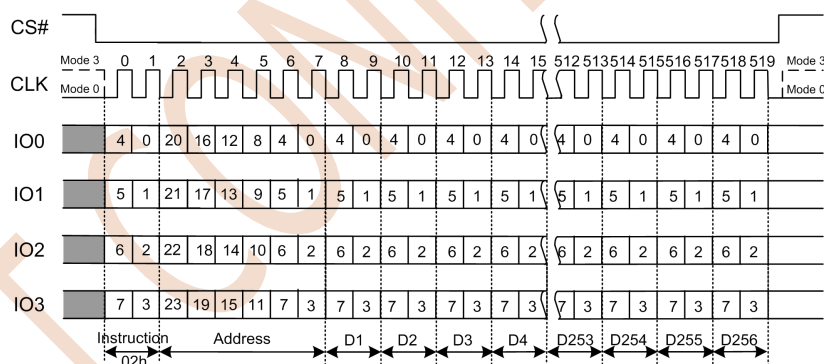 CS#
Mode 3 0 1 2 3 4 5 6 7 8 9 10 11 12 13 14 15 512 513 514 515 516 517 518 519 Mode 3
CLK Mode 0 Mode 0
IO0 4 0 20 16 12 8 4 0 4 0 4 0 4 0 4 0 4 0 4 0 4 0 4 0
IO1 5 1 21 17 13 9 5 1 5 1 5 1 5 1 5 1 5 1 5 1 5 1 5 1
IO2 6 2 22 18 14 10 6 2 6 2 6 2 6 2 6 2 6 2 6 2 6 2 6 2
IO3 7 3 23 19 15 11 7 3 7 3 7 3 7 3 7 3 7 3 7 3 7 3 7 3
Instruction Address D1 D2 D3 D4 D253 D254 D255 D256
02h